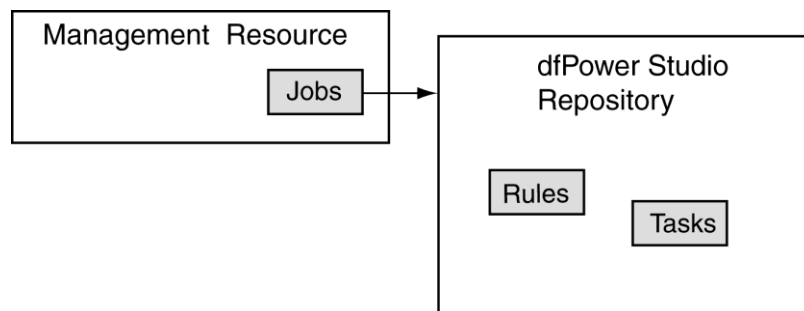 Management Resource
Jobs
dfPower Studio
Repository
Rules
Tasks